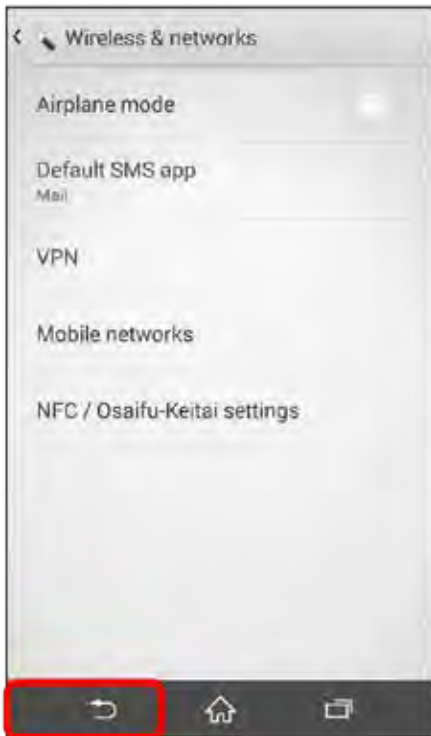 Wireless & networks
Airplane mode
Default SMS app
Mail
VPN
Mobile networks
NFC / Osaifu-Keitai settings